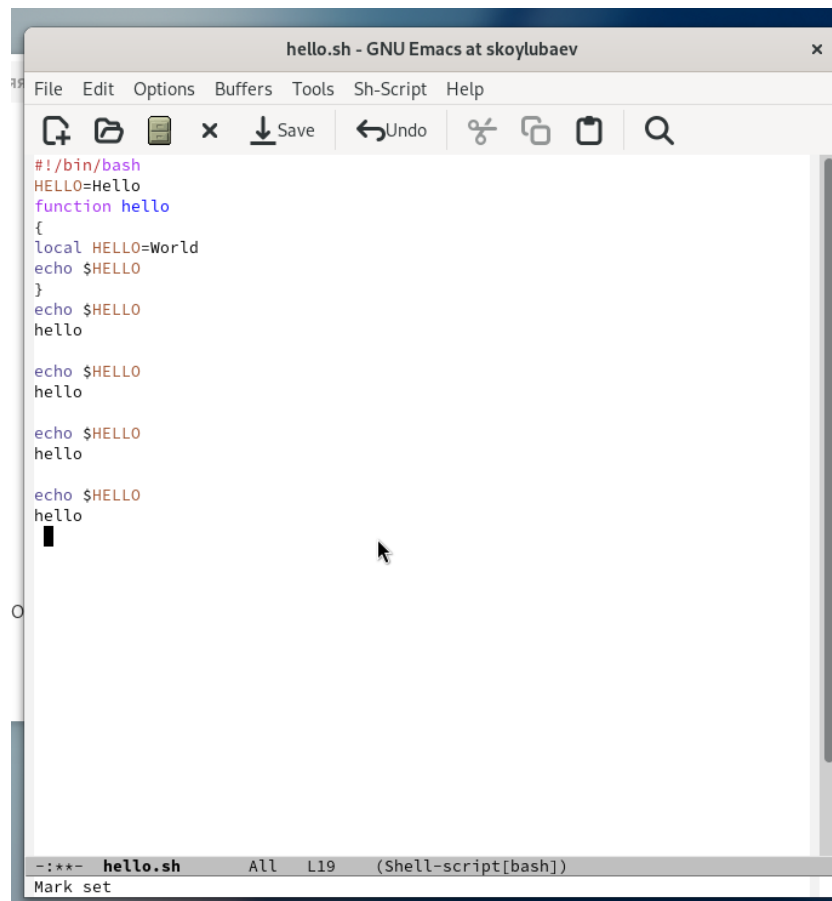 hello.sh - GNU Emacs at skoylubaev
File Edit Options Buffers Tools Sh-Script Help
Save Undo
#!/bin/bash
HELLO=Hello
function hello
{
local HELLO=World
echo $HELLO
}
echo $HELLO
hello
echo $HELLO
hello
echo $HELLO
hello
echo $HELLO
hello
-:**- hello.sh All L19 (Shell-script[bash])
Mark set